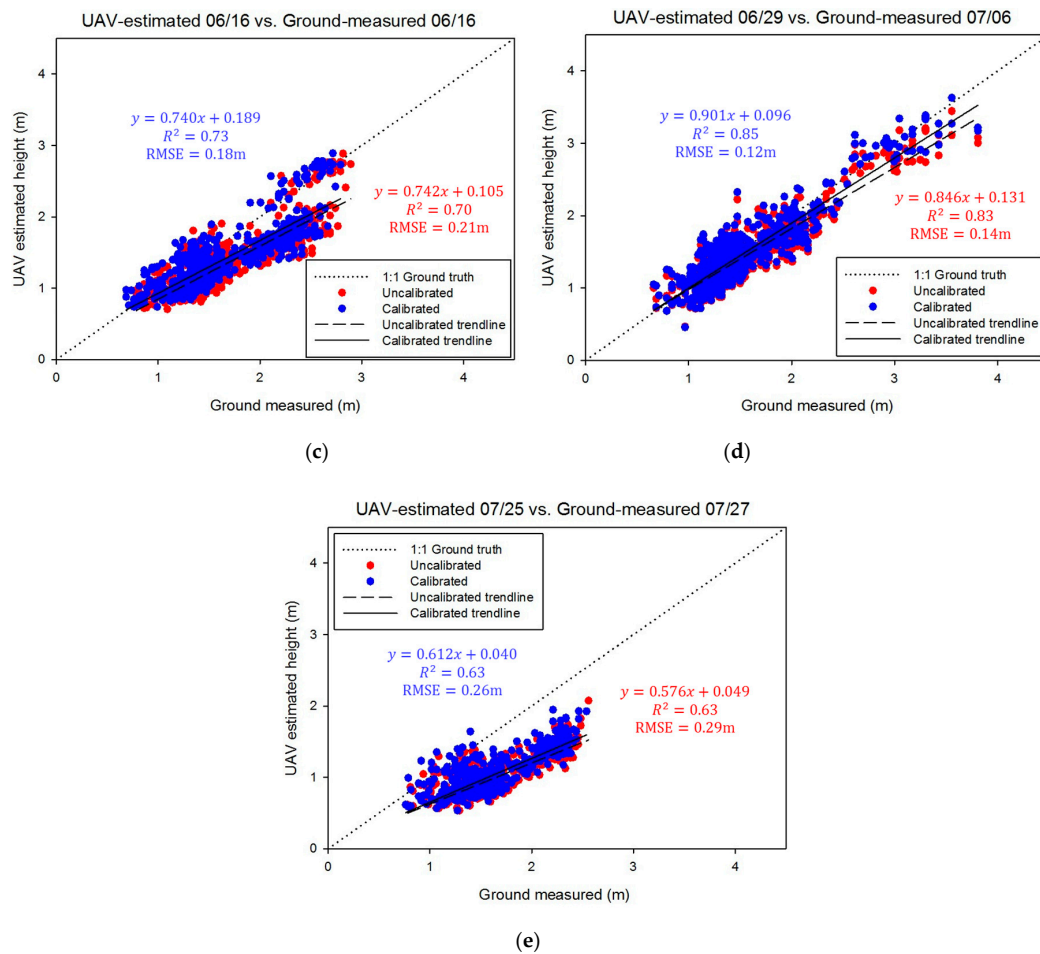 UAV-estimated 06/16 vs. Ground-measured 06/16
UAV estimated height (m)
4
3
2
1
0
y = 0.740x + 0.189
R² = 0.73
RMSE = 0.18m
y = 0.742x + 0.105
R² = 0.70
RMSE = 0.21m
1:1 Ground truth
Uncalibrated
Calibrated
Uncalibrated trendline
Calibrated trendline
0 1 2 3 4
Ground measured (m)
(c)
UAV-estimated 06/29 vs. Ground-measured 07/06
UAV estimated height (m)
4
3
2
1
0
y = 0.901x + 0.096
R² = 0.85
RMSE = 0.12m
y = 0.846x + 0.131
R² = 0.83
RMSE = 0.14m
1:1 Ground truth
Uncalibrated
Calibrated
Uncalibrated trendline
Calibrated trendline
0 1 2 3 4
Ground measured (m)
(d)
UAV-estimated 07/25 vs. Ground-measured 07/27
UAV estimated height (m)
4
3
2
1
0
1:1 Ground truth
Uncalibrated
Calibrated
Uncalibrated trendline
Calibrated trendline
y = 0.612x + 0.040
R² = 0.63
RMSE = 0.26m
y = 0.576x + 0.049
R² = 0.63
RMSE = 0.29m
0 1 2 3 4
Ground measured (m)
(e)